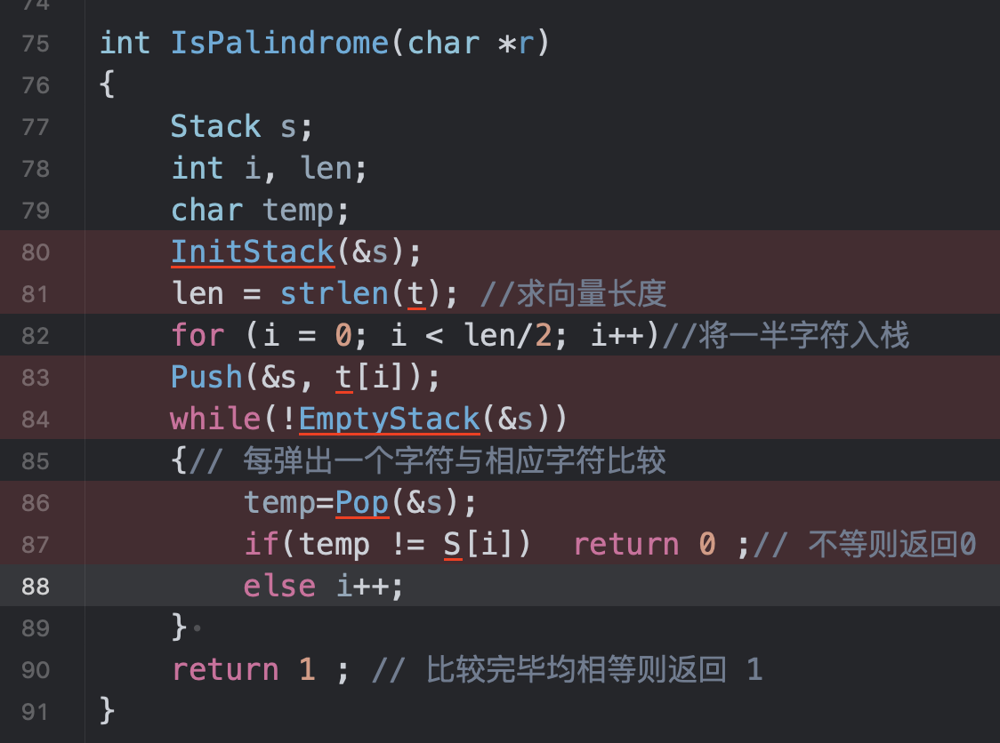 74
75 int IsPalindrome(char *r)
76 {
77 Stack s;
78 int i, len;
79 char temp;
80 InitStack(&s);
81 len = strlen(t); //求向量长度
82 for (i = 0; i < len/2; i++)//将一半字符入栈
83 Push(&s, t[i]);
84 while(!EmptyStack(&s))
85 {// 每弹出一个字符与相应字符比较
86 temp=Pop(&s);
87 if(temp != S[i])  return 0 ;// 不等则返回0
88 else i++;
89 }
90 return 1 ; // 比较完毕均相等则返回 1
91 }